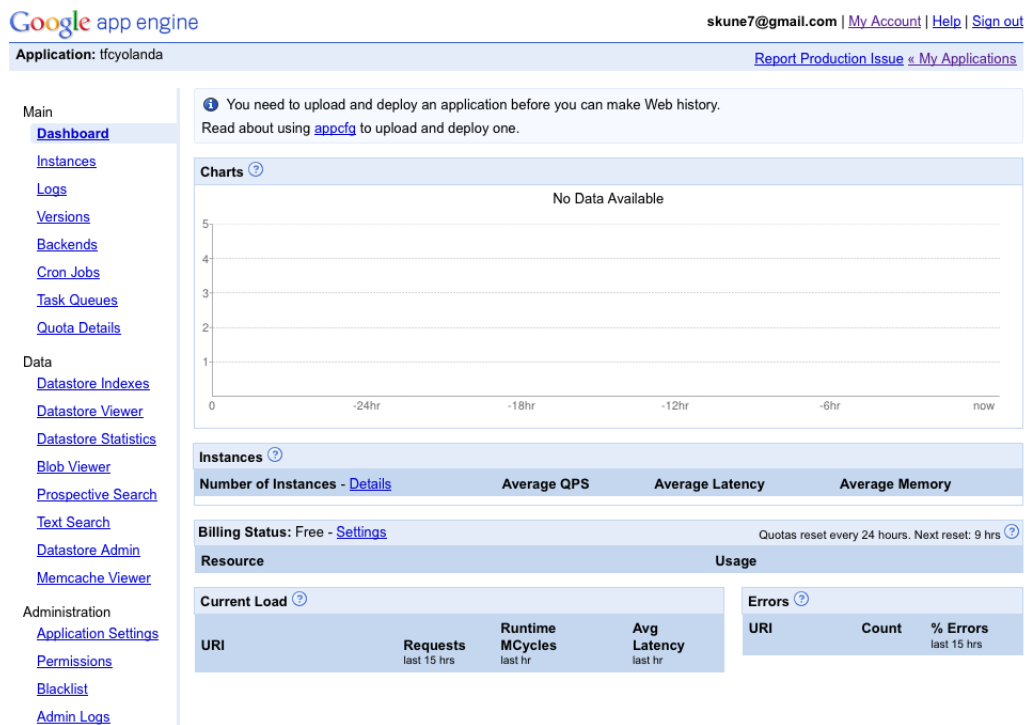 Google app engine
skune7@gmail.com | My Account | Help | Sign out
Application: tfcyolanda
Report Production Issue « My Applications
Main
Dashboard
Instances
Logs
Versions
Backends
Cron Jobs
Task Queues
Quota Details
Data
Datastore Indexes
Datastore Viewer
Datastore Statistics
Blob Viewer
Prospective Search
Text Search
Datastore Admin
Memcache Viewer
Administration
Application Settings
Permissions
Blacklist
Admin Logs
You need to upload and deploy an application before you can make Web history.
Read about using appcfg to upload and deploy one.
Charts ?
No Data Available
5
4
3
2
1
0 -24hr -18hr -12hr -6hr now
Instances ?
Number of Instances - Details Average QPS Average Latency Average Memory
Billing Status: Free - Settings Quotas reset every 24 hours. Next reset: 9 hrs ?
Resource Usage
Current Load ?
URI Requests last 15 hrs Runtime MCycles last hr Avg Latency last hr
Errors ?
URI Count % Errors last 15 hrs